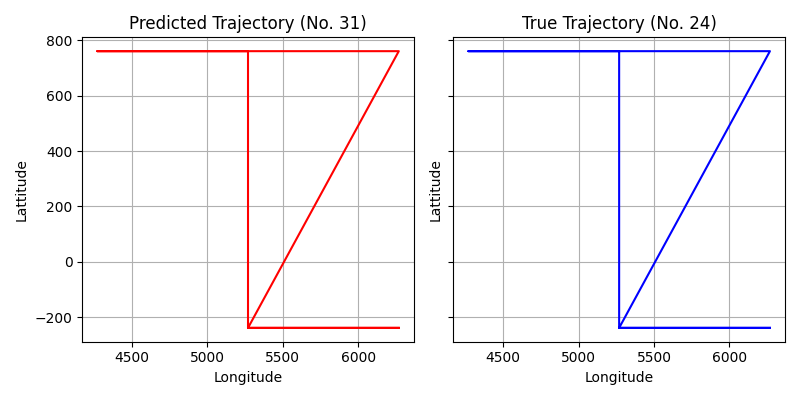 Predicted Trajectory (No. 31)
True Trajectory (No. 24)
Lattitude
800
600
400
200
0
−200
4500
5000
5500
6000
Longitude
Lattitude
4500
5000
5500
6000
Longitude